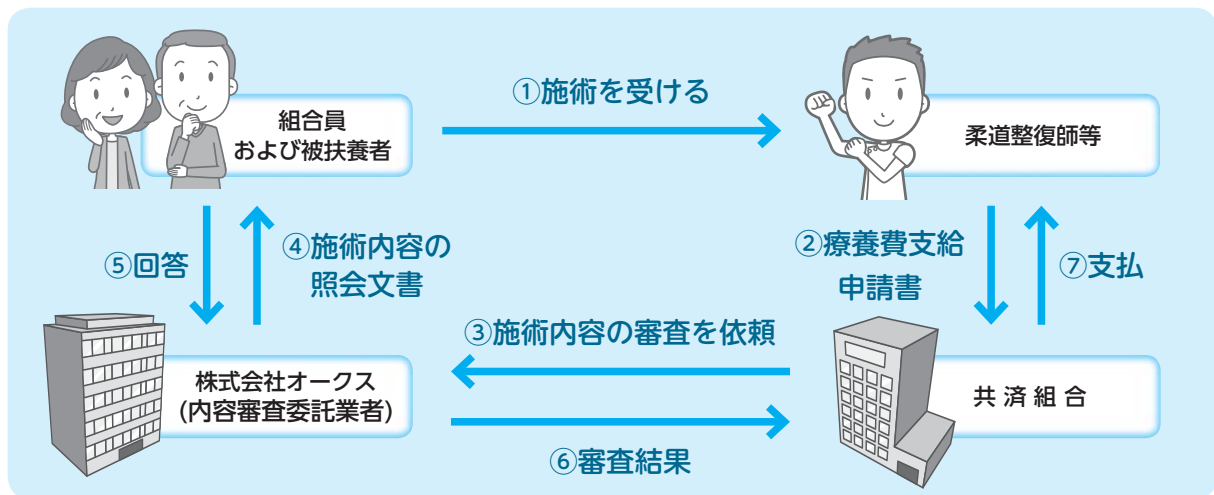 ①施術を受ける
組合員
および被扶養者
柔道整復師等
⑤回答
④施術内容の
照会文書
②療養費支給
申請書
⑦支払
③施術内容の審査を依頼
株式会社オークス
(内容審査委託業者)
共済組合
⑥審査結果